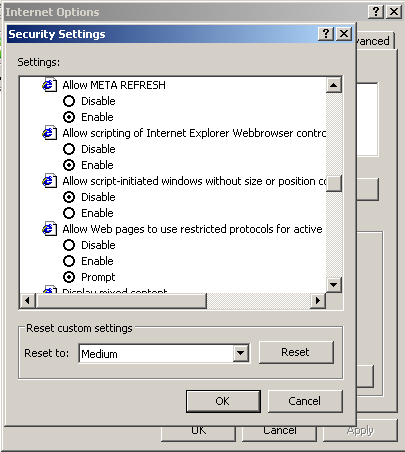 Internet Options
Security Settings
Settings:
Allow META REFRESH
Disable
Enable
Allow scripting of Internet Explorer Webbrowser contro
Disable
Enable
Allow script-initiated windows without size or position co
Disable
Enable
Allow Web pages to use restricted protocols for active
Disable
Enable
Prompt
Display mixed content
Reset custom settings
Reset to: Medium Reset
OK Cancel
OK Cancel Apply
vanced